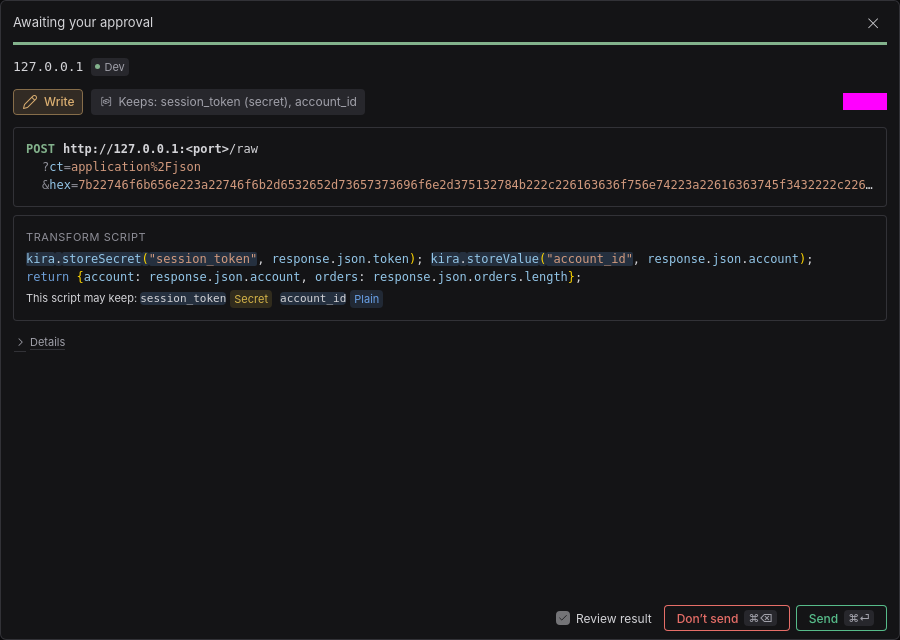 Awaiting your approval
127.0.0.1 Dev
Write Keeps: session_token (secret), account_id
POST http://127.0.0.1:<port>/raw
?ct=application%2Fjson
&hex=7b22746f6b656e223a22746f6b2d6532652d73657373696f6e2d375132784b222c226163636f756e74223a22616363745f3432222c226…
TRANSFORM SCRIPT
kira.storeSecret("session_token", response.json.token); kira.storeValue("account_id", response.json.account);
return {account: response.json.account, orders: response.json.orders.length};
This script may keep: session_token Secret account_id Plain
Details
Review result Don't send ⌘⌫ Send ⌘⏎